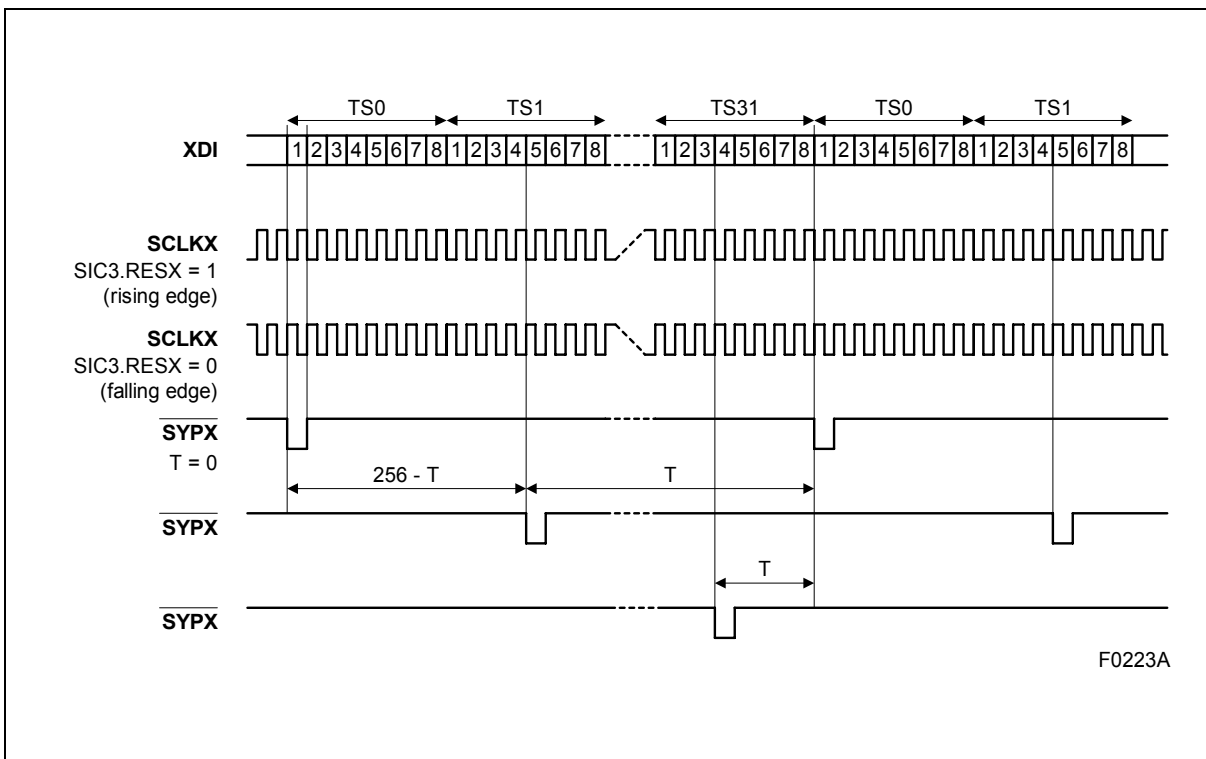 TS0 TS1 TS31 TS0 TS1
XDI 1 2 3 4 5 6 7 8 1 2 3 4 5 6 7 8 1 2 3 4 5 6 7 8 1 2 3 4 5 6 7 8 1 2 3 4 5 6 7 8
SCLKX
SIC3.RESX = 1
(rising edge)
SCLKX
SIC3.RESX = 0
(falling edge)
SYPX
T = 0
256 - T T
SYPX
T
SYPX
F0223A